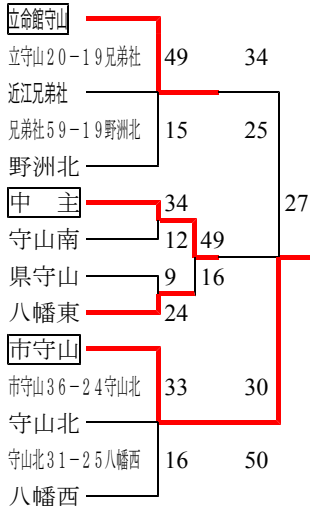 立命館守山
立守山20-19兄弟社 49 34
近江兄弟社
兄弟社59-19野洲北 15 25
野洲北
中　主 34 27
守山南 12 49
県守山 9 16
八幡東 24
市守山
市守山36-24守山北 33 30
守山北
守山北31-25八幡西 16 50
八幡西